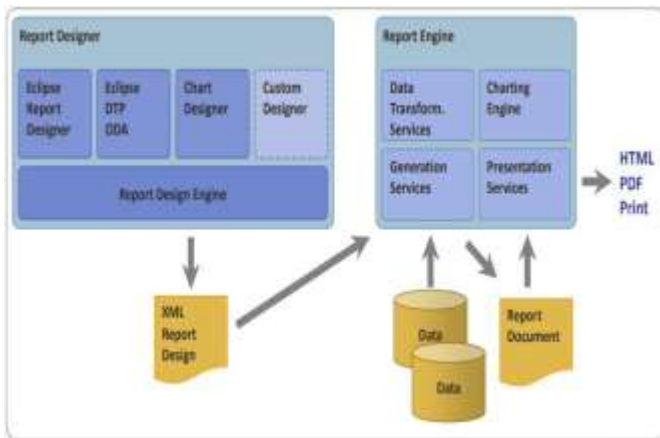 Report Designer
Eclipse
Report
Designer
Eclipse
DTP
ODA
Chart
Designer
Custom
Designer
Report Design Engine
Report Engine
Data
Transform.
Services
Charting
Engine
Generation
Services
Presentation
Services
HTML
PDF
Print
XML
Report
Design
Data
Data
Report
Document